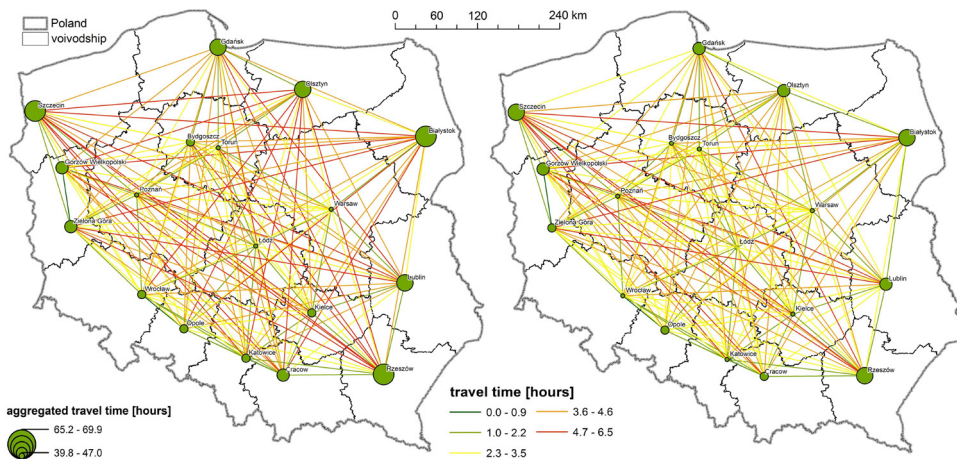 Poland
voivodship
0 60 120 240 km
Gdańsk
Olsztyn
Szczecin
Białystok
Bydgoszcz
Toruń
Gorzów Wielkopolski
Poznań
Warsaw
Zielona Góra
Łódź
Lublin
Wrocław
Kielce
Opole
Katowice
Cracow
Rzeszów
Gdańsk
Olsztyn
Szczecin
Białystok
Bydgoszcz
Toruń
Gorzów Wielkopolski
Poznań
Warsaw
Zielona Góra
Łódź
Lublin
Wrocław
Kielce
Opole
Katowice
Cracow
Rzeszów
aggregated travel time [hours]
65.2 - 69.9
39.8 - 47.0
travel time [hours]
0.0 - 0.9
3.6 - 4.6
1.0 - 2.2
4.7 - 6.5
2.3 - 3.5